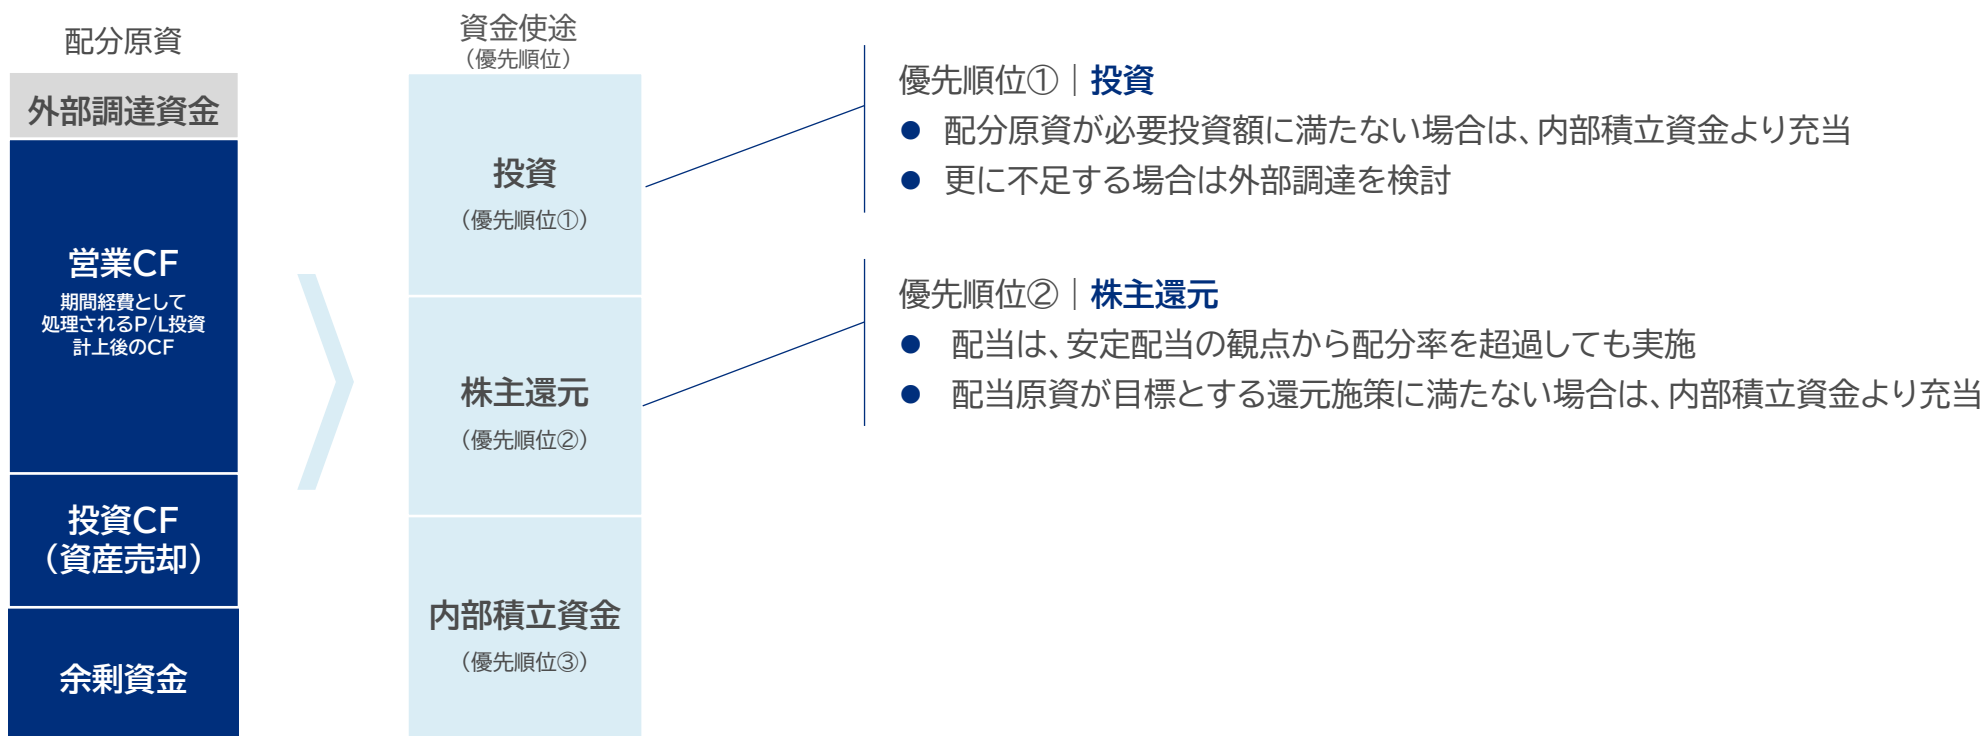 配分原資
外部調達資金
営業CF
期間経費として
処理されるP/L投資
計上後のCF
投資CF
（資産売却）
余剰資金
資金使途
（優先順位）
投資
（優先順位①）
株主還元
（優先順位②）
内部積立資金
（優先順位③）
優先順位①｜投資
● 配分原資が必要投資額に満たない場合は、内部積立資金より充当
● 更に不足する場合は外部調達を検討
優先順位②｜株主還元
● 配当は、安定配当の観点から配分率を超過しても実施
● 配当原資が目標とする還元施策に満たない場合は、内部積立資金より充当